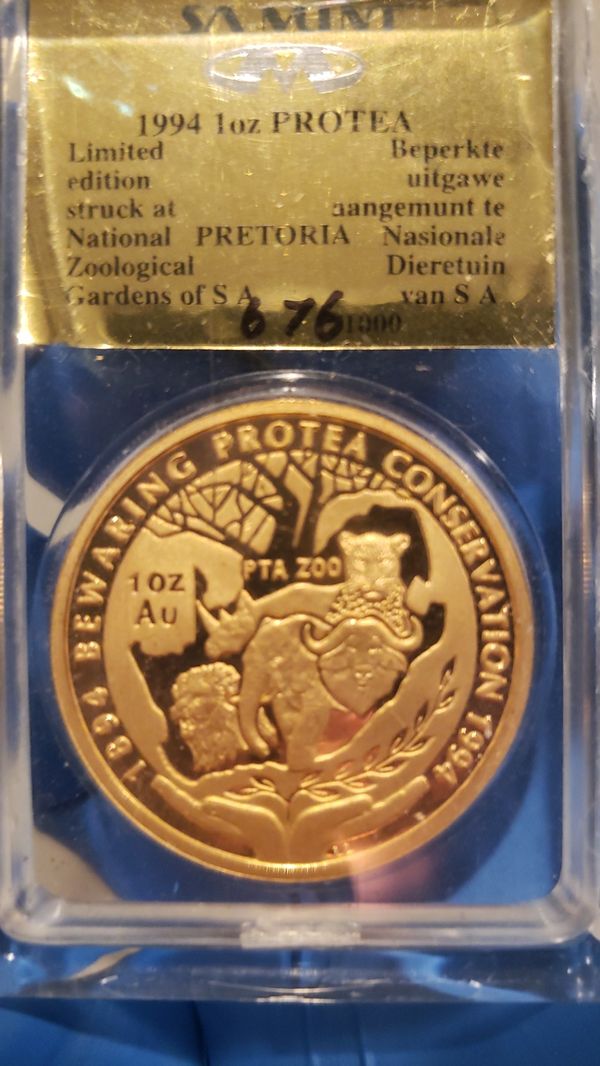 SA MINT
1994 1oz PROTEA
Limited Beperkte
edition uitgawe
struck at aangemunt te
National PRETORIA Nasionale
Zoological Dieretuin
Gardens of S A van S A
676 1000
1894 BEWARING PROTEA CONSERVATION 1994
PTA ZOO
1 OZ
Au